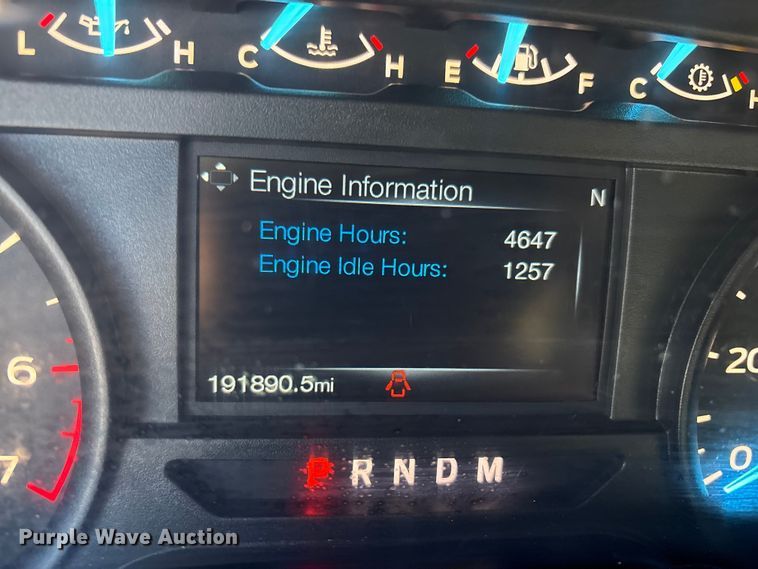 L H C H E F C H
Engine Information N
Engine Hours: 4647
Engine Idle Hours: 1257
191890.5mi
6
7
20
0
P R N D M
Purple Wave Auction